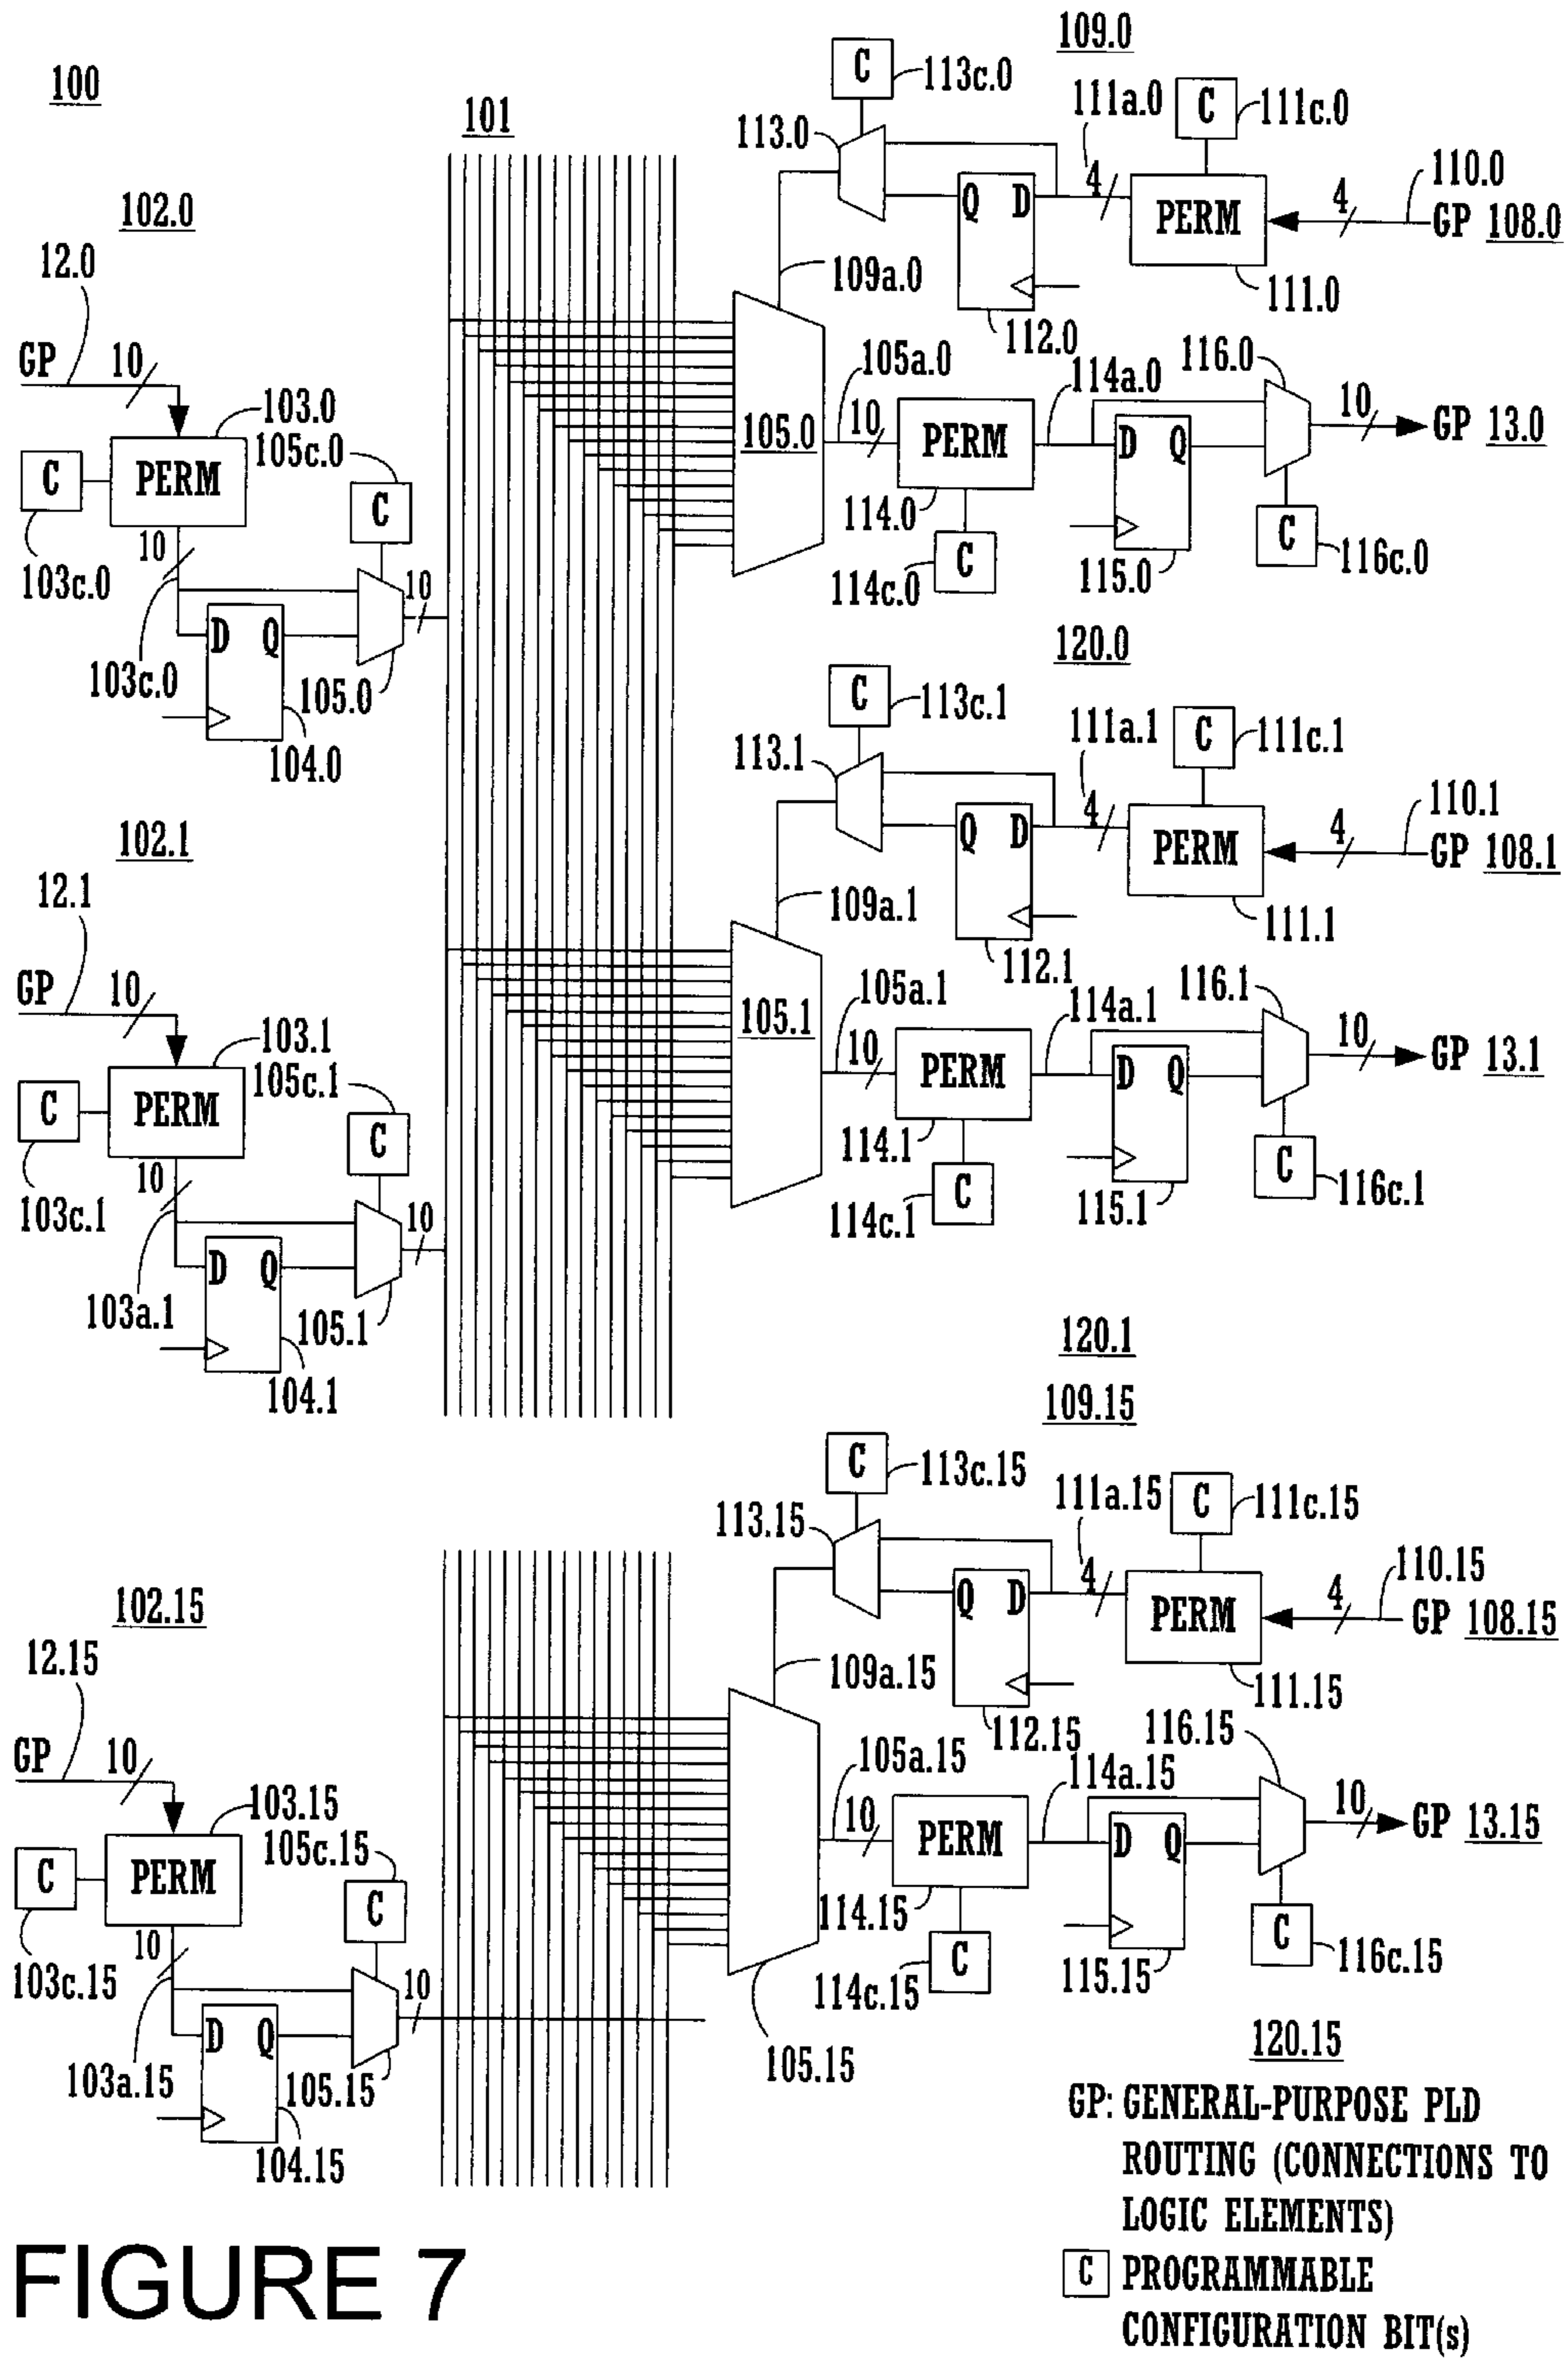 100
101
109.0
C
113c.0
111a.0
C
111c.0
113.0
4
Q D
PERM
4
110.0
GP 108.0
102.0
12.0
109a.0
112.0
111.0
GP
10
103.0
105c.0
C
PERM
C
103c.0
10
10
D Q
103c.0
105.0
104.0
105.0
105a.0
10
PERM
114.0
C
114c.0
114a.0
D Q
115.0
116.0
10
GP 13.0
C
116c.0
120.0
C
113c.1
111a.1
C
111c.1
113.1
4
Q D
PERM
4
110.1
GP 108.1
102.1
12.1
109a.1
112.1
111.1
GP
10
103.1
105c.1
C
PERM
C
103c.1
10
10
D Q
103a.1
105.1
104.1
105.1
105a.1
10
PERM
114.1
C
114c.1
114a.1
D Q
115.1
116.1
10
GP 13.1
C
116c.1
120.1
109.15
C
113c.15
111a.15
C
111c.15
113.15
4
Q D
PERM
4
110.15
GP 108.15
102.15
12.15
109a.15
112.15
111.15
GP
10
103.15
105c.15
C
PERM
C
103c.15
10
10
D Q
103a.15
105.15
104.15
105.15
105a.15
10
PERM
114.15
C
114c.15
114a.15
D Q
115.15
116.15
10
GP 13.15
C
116c.15
120.15
GP: GENERAL-PURPOSE PLD
ROUTING (CONNECTIONS TO
LOGIC ELEMENTS)
C PROGRAMMABLE
CONFIGURATION BIT(s)
FIGURE 7